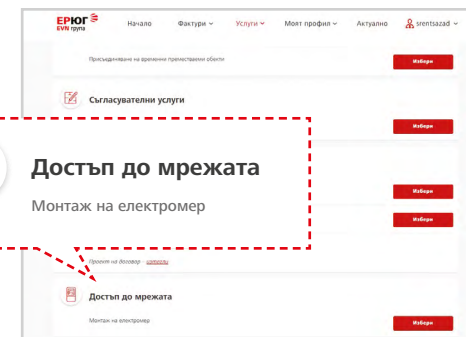 ЕРЮГ
EVN група
Начало Фактури Услуги Моят профил Актуално srentsazad
Присъединяване на временни преместваеми обекти
Избери
Съгласувателни услуги
Избери
Достъп до мрежата
Монтаж на електромер
Избери
Избери
Проект на договор - изтегли
Достъп до мрежата
Монтаж на електромер
Избери